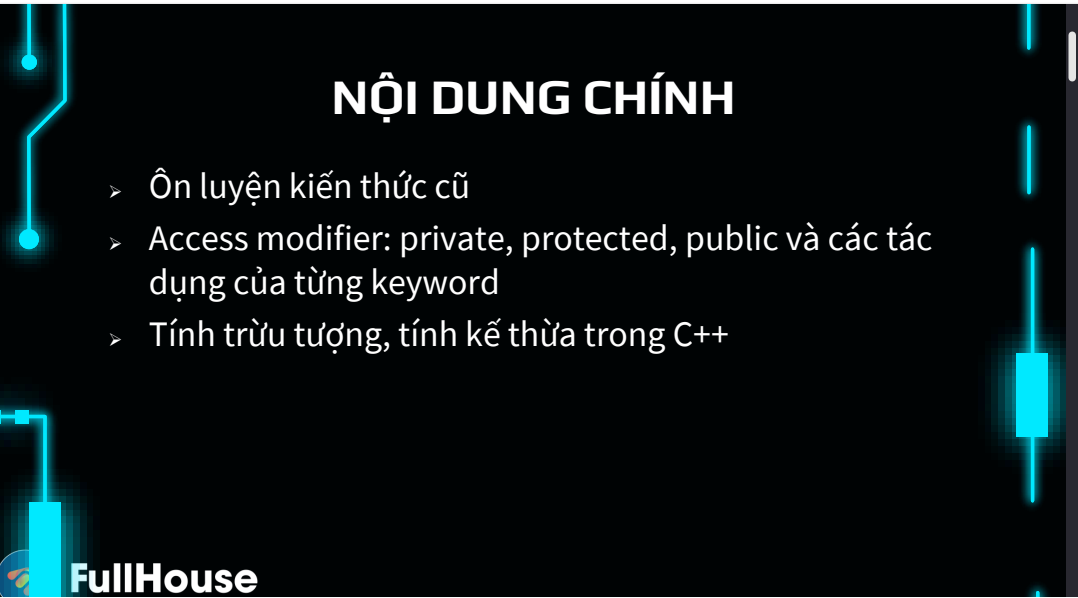 NỘI DUNG CHÍNH
Ôn luyện kiến thức cũ
Access modifier: private, protected, public và các tác
dụng của từng keyword
Tính trừu tượng, tính kế thừa trong C++
FullHouse